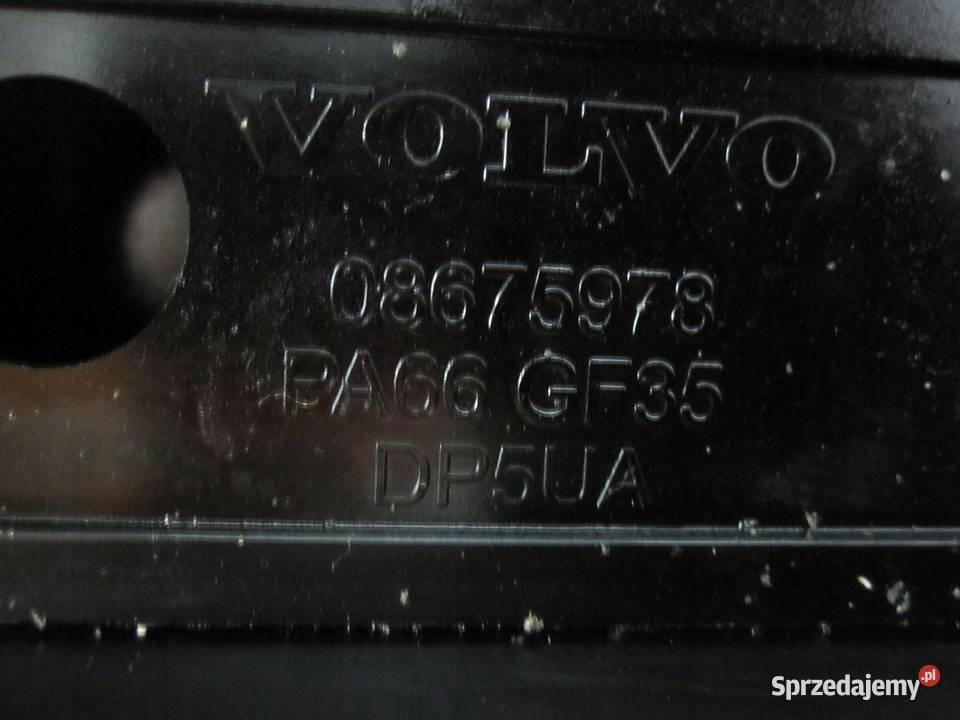 VOLVO
08675978
PA66 GF35
DP5UA
Sprzedajemy.pl